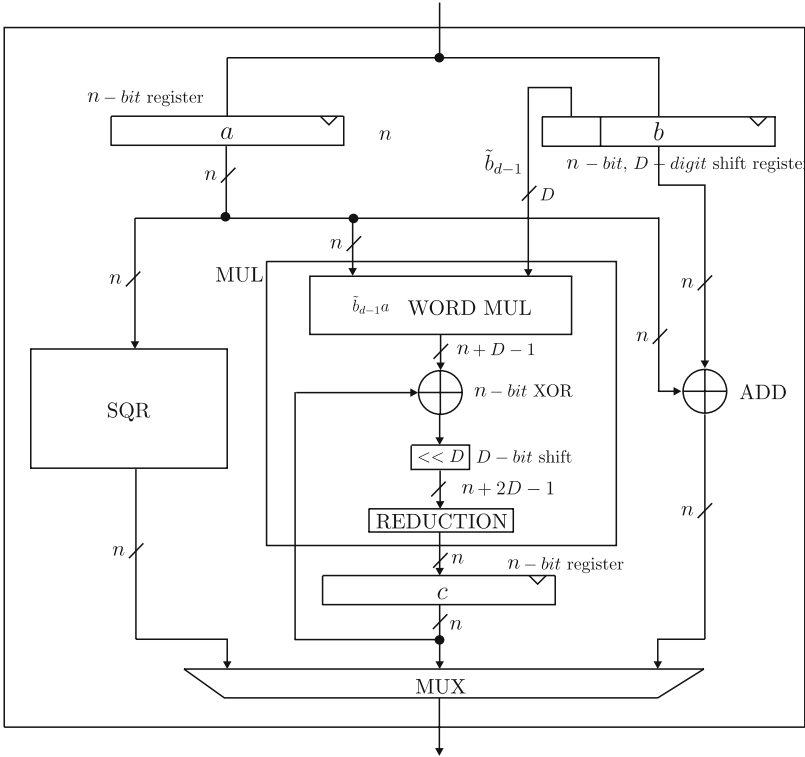 n − bit register
a
n
b
n − bit, D − digit shift register
b̃d−1
n
D
n
n
MUL
n
b̃d−1a WORD MUL
n
n + D − 1
SQR
n − bit XOR
ADD
<< D D − bit shift
n + 2D − 1
n
REDUCTION
n
n
n − bit register
c
n
MUX